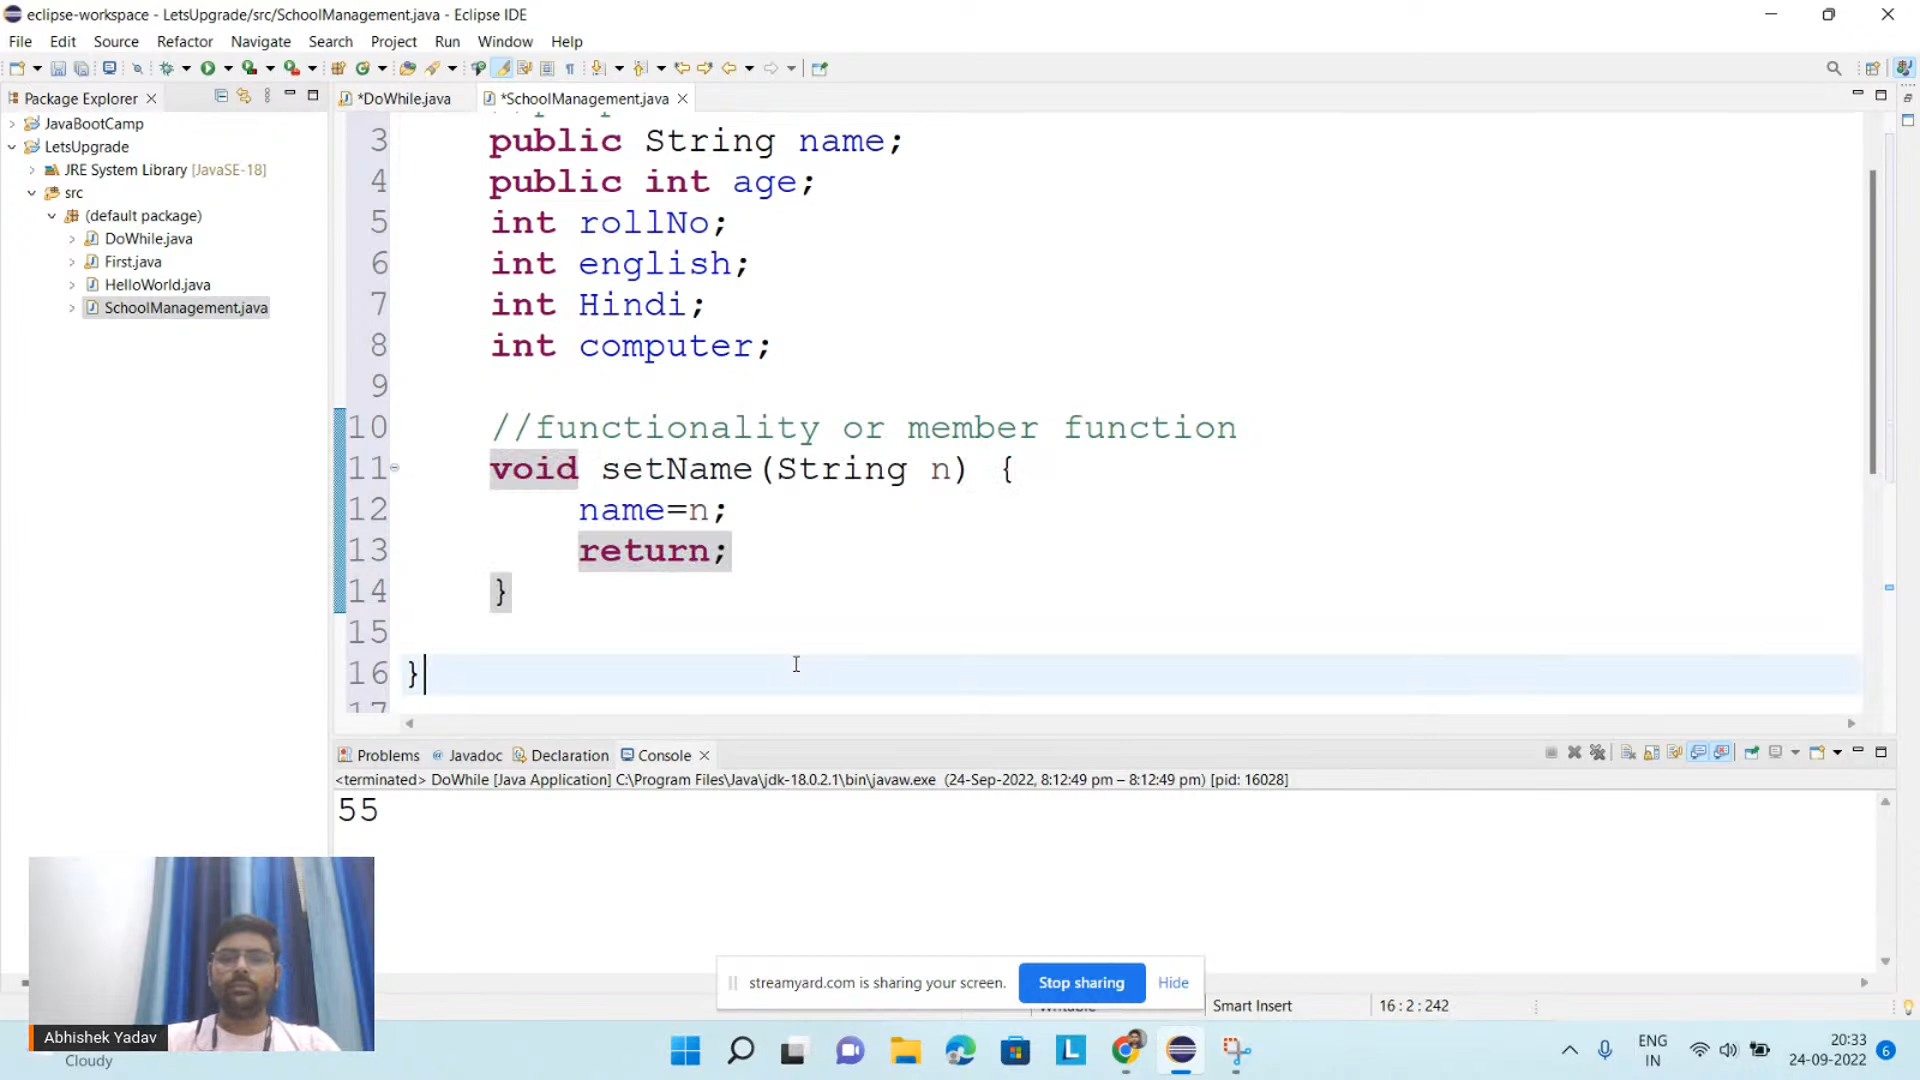 eclipse-workspace - LetsUpgrade/src/SchoolManagement.java - Eclipse IDE
File Edit Source Refactor Navigate Search Project Run Window Help
Package Explorer
*DoWhile.java
*SchoolManagement.java
JavaBootCamp
LetsUpgrade
JRE System Library [JavaSE-18]
src
(default package)
DoWhile.java
First.java
HelloWorld.java
SchoolManagement.java
3 public String name;
4 public int age;
5 int rollNo;
6 int english;
7 int Hindi;
8 int computer;
9
10 //functionality or member function
11 void setName(String n) {
12 name=n;
13 return;
14 }
15
16 }
17
Problems @ Javadoc Declaration Console
<terminated> DoWhile [Java Application] C:\Program Files\Java\jdk-18.0.2.1\bin\javaw.exe (24-Sep-2022, 8:12:49 pm – 8:12:49 pm) [pid: 16028]
55
streamyard.com is sharing your screen. Stop sharing Hide
Smart Insert 16 : 2 : 242
Abhishek Yadav
Cloudy
L
ENG
IN
20:33
24-09-2022
6